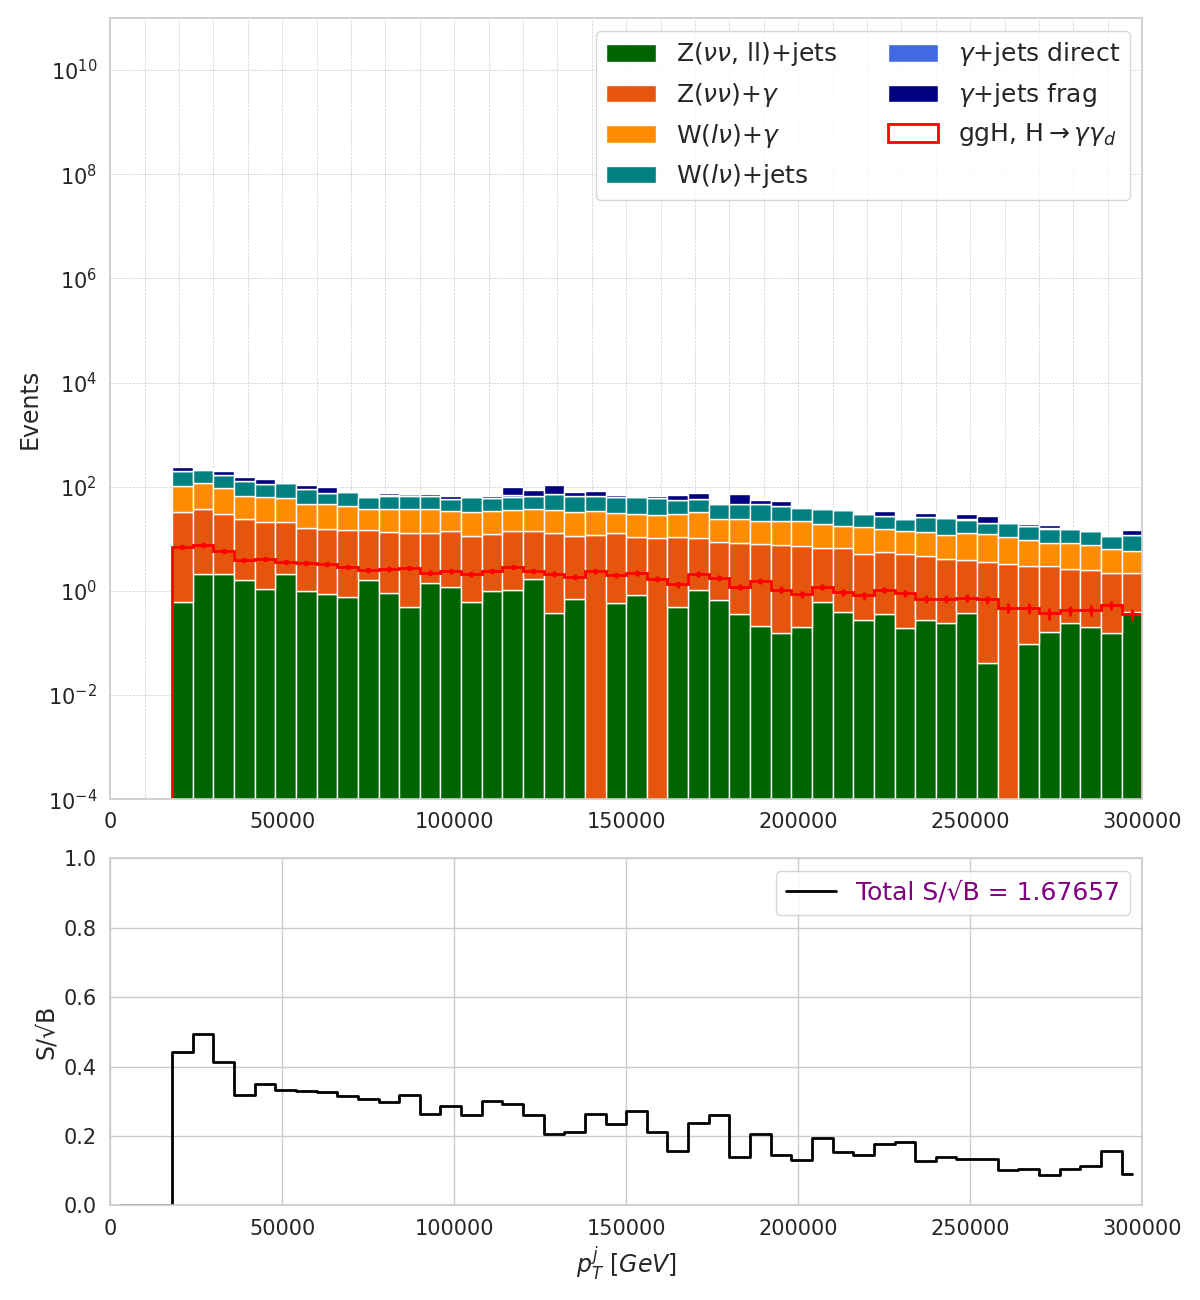 Z(νν, ll)+jets
Z(νν)+γ
W(lν)+γ
W(lν)+jets
γ+jets direct
γ+jets frag
ggH, H→γγ_d
Events
10^10
10^8
10^6
10^4
10^2
10^0
10^−2
10^−4
0 50000 100000 150000 200000 250000 300000
Total S/√B = 1.67657
S/√B
1.0
0.8
0.6
0.4
0.2
0.0
0 50000 100000 150000 200000 250000 300000
p_T^j [GeV]